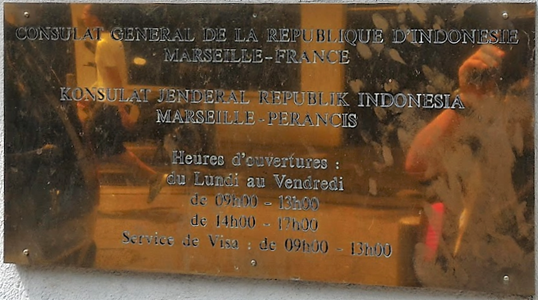 CONSULAT GENERAL DE LA REPUBLIQUE D'INDONESIE
MARSEILLE-FRANCE
KONSULAT JENDERAL REPUBLIK INDONESIA
MARSEILLE-PERANCIS
Heures d'ouvertures :
du Lundi au Vendredi
de 09h00 - 13h00
de 14h00 - 17h00
Service de Visa : de 09h00 - 13h00